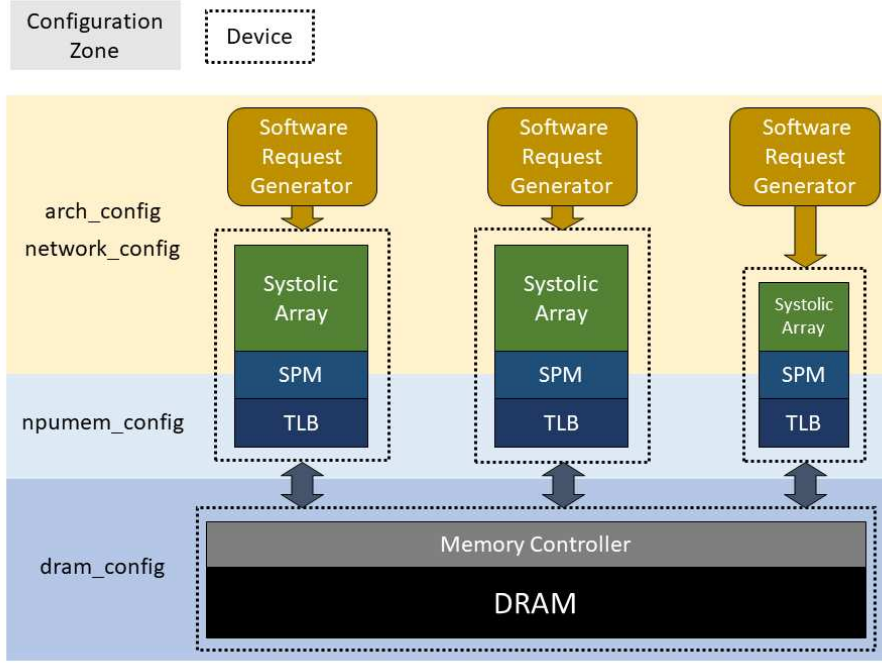 Configuration
Zone
Device
Software
Request
Generator
Software
Request
Generator
Software
Request
Generator
arch_config
network_config
Systolic
Array
Systolic
Array
Systolic
Array
SPM
SPM
SPM
npumem_config
TLB
TLB
TLB
Memory Controller
dram_config
DRAM